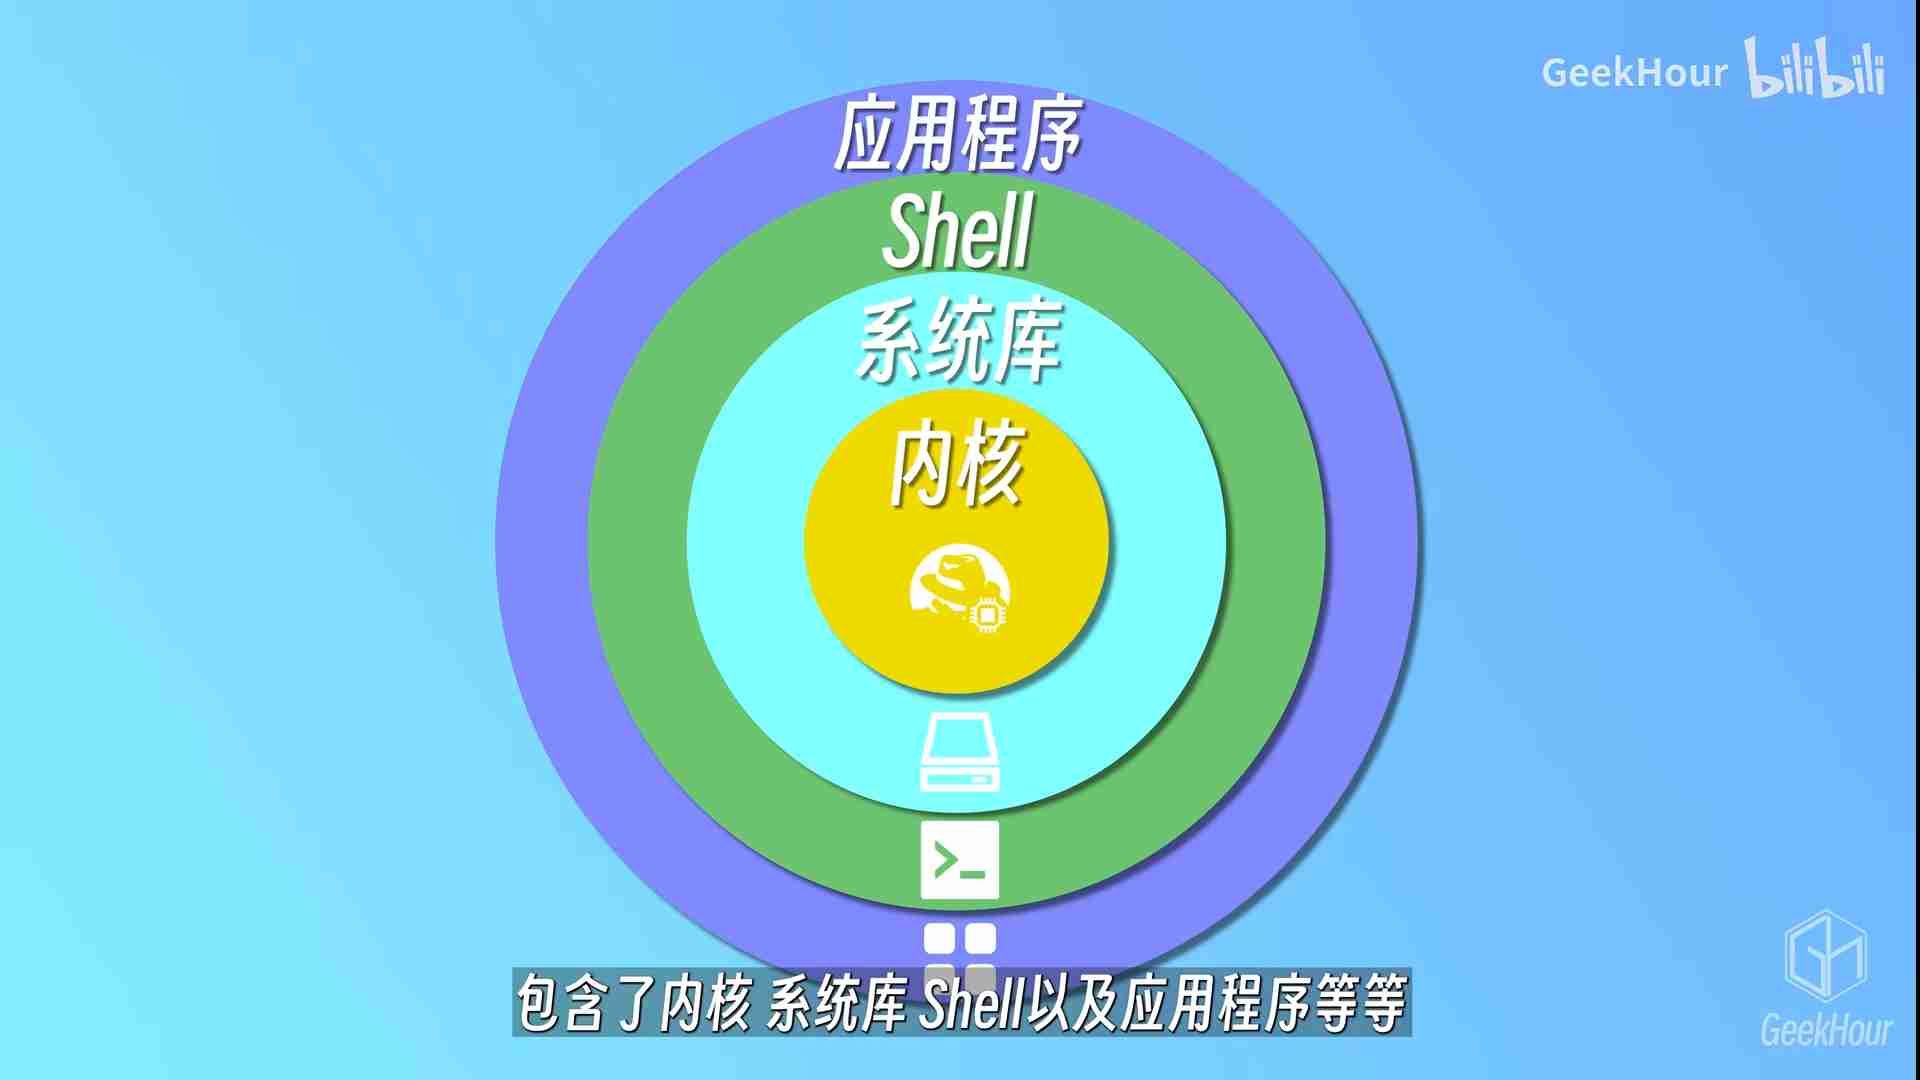 GeekHour bilibili
应用程序
Shell
系统库
内核
>_
包含了内核 系统库 Shell以及应用程序等等
GeekHour